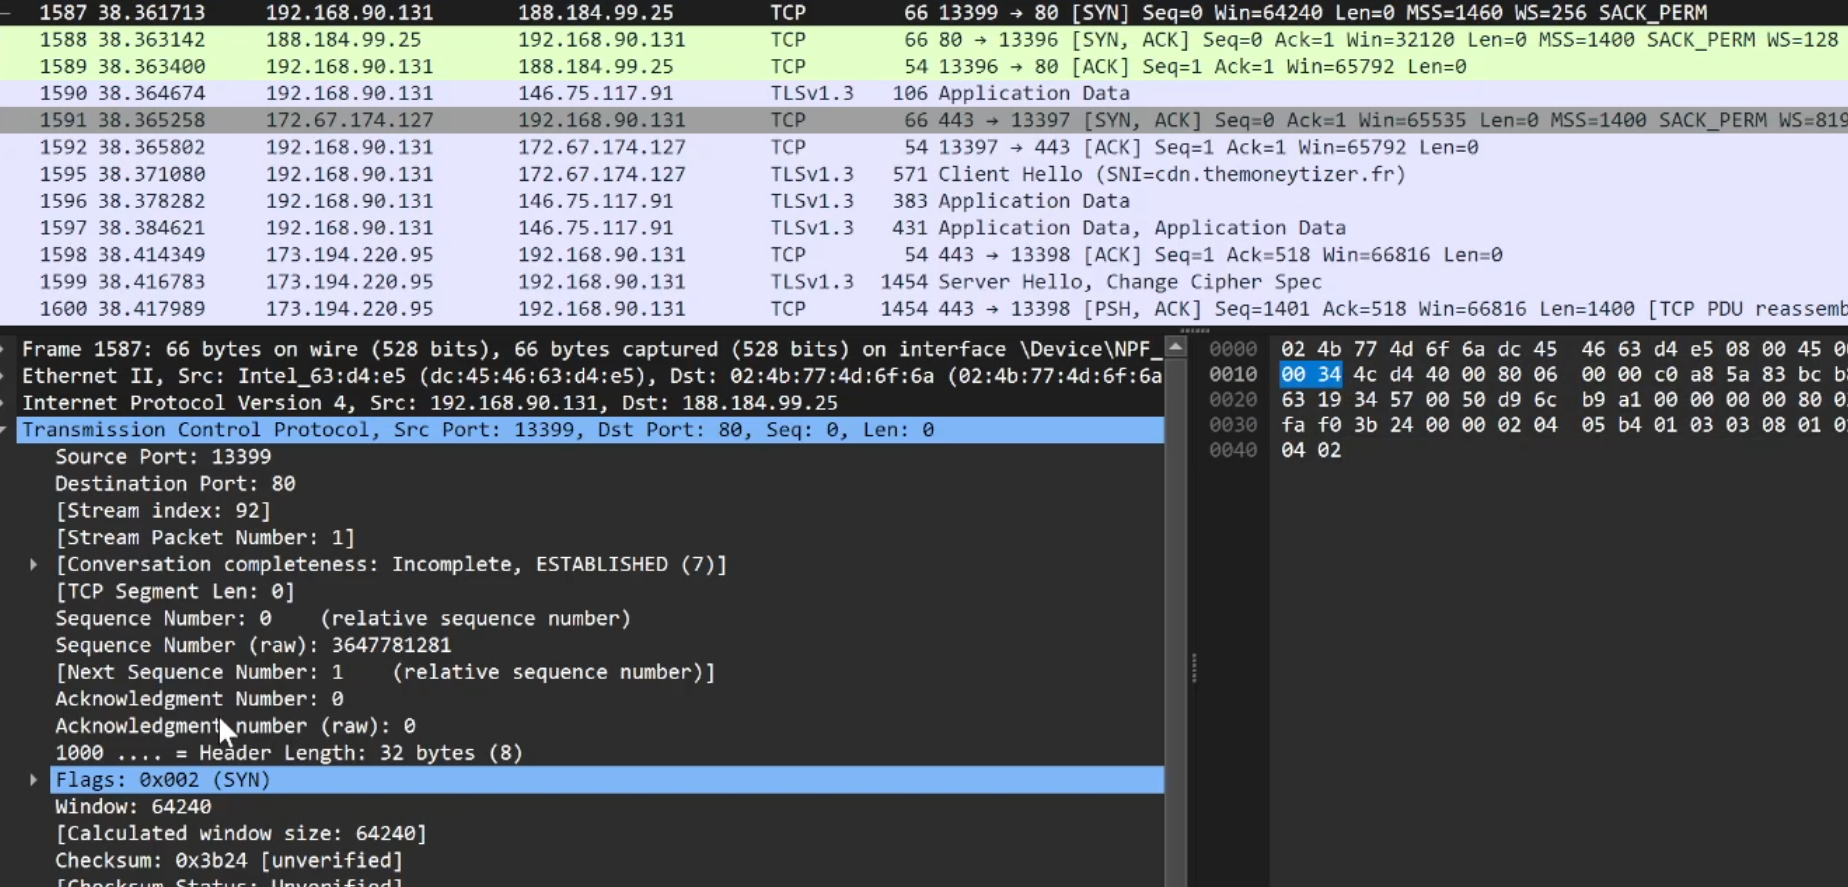 1587 38.361713 192.168.90.131 188.184.99.25 TCP 66 13399 → 80 [SYN] Seq=0 Win=64240 Len=0 MSS=1460 WS=256 SACK_PERM
1588 38.363142 188.184.99.25 192.168.90.131 TCP 66 80 → 13396 [SYN, ACK] Seq=0 Ack=1 Win=32120 Len=0 MSS=1400 SACK_PERM WS=128
1589 38.363400 192.168.90.131 188.184.99.25 TCP 54 13396 → 80 [ACK] Seq=1 Ack=1 Win=65792 Len=0
1590 38.364674 192.168.90.131 146.75.117.91 TLSv1.3 106 Application Data
1591 38.365258 172.67.174.127 192.168.90.131 TCP 66 443 → 13397 [SYN, ACK] Seq=0 Ack=1 Win=65535 Len=0 MSS=1400 SACK_PERM WS=819
1592 38.365802 192.168.90.131 172.67.174.127 TCP 54 13397 → 443 [ACK] Seq=1 Ack=1 Win=65792 Len=0
1595 38.371080 192.168.90.131 172.67.174.127 TLSv1.3 571 Client Hello (SNI=cdn.themoneytizer.fr)
1596 38.378282 192.168.90.131 146.75.117.91 TLSv1.3 383 Application Data
1597 38.384621 192.168.90.131 146.75.117.91 TLSv1.3 431 Application Data, Application Data
1598 38.414349 173.194.220.95 192.168.90.131 TCP 54 443 → 13398 [ACK] Seq=1 Ack=518 Win=66816 Len=0
1599 38.416783 173.194.220.95 192.168.90.131 TLSv1.3 1454 Server Hello, Change Cipher Spec
1600 38.417989 173.194.220.95 192.168.90.131 TCP 1454 443 → 13398 [PSH, ACK] Seq=1401 Ack=518 Win=66816 Len=1400 [TCP PDU reassemb
Frame 1587: 66 bytes on wire (528 bits), 66 bytes captured (528 bits) on interface \Device\NPF_
Ethernet II, Src: Intel_63:d4:e5 (dc:45:46:63:d4:e5), Dst: 02:4b:77:4d:6f:6a (02:4b:77:4d:6f:6a
Internet Protocol Version 4, Src: 192.168.90.131, Dst: 188.184.99.25
Transmission Control Protocol, Src Port: 13399, Dst Port: 80, Seq: 0, Len: 0
Source Port: 13399
Destination Port: 80
[Stream index: 92]
[Stream Packet Number: 1]
[Conversation completeness: Incomplete, ESTABLISHED (7)]
[TCP Segment Len: 0]
Sequence Number: 0 (relative sequence number)
Sequence Number (raw): 3647781281
[Next Sequence Number: 1 (relative sequence number)]
Acknowledgment Number: 0
Acknowledgment number (raw): 0
1000 .... = Header Length: 32 bytes (8)
Flags: 0x002 (SYN)
Window: 64240
[Calculated window size: 64240]
Checksum: 0x3b24 [unverified]
[Checksum Status: Unverified]
0000 02 4b 77 4d 6f 6a dc 45 46 63 d4 e5 08 00 45 0
0010 00 34 4c d4 40 00 80 06 00 00 c0 a8 5a 83 bc b
0020 63 19 34 57 00 50 d9 6c b9 a1 00 00 00 00 80 0
0030 fa f0 3b 24 00 00 02 04 05 b4 01 03 03 08 01 0
0040 04 02